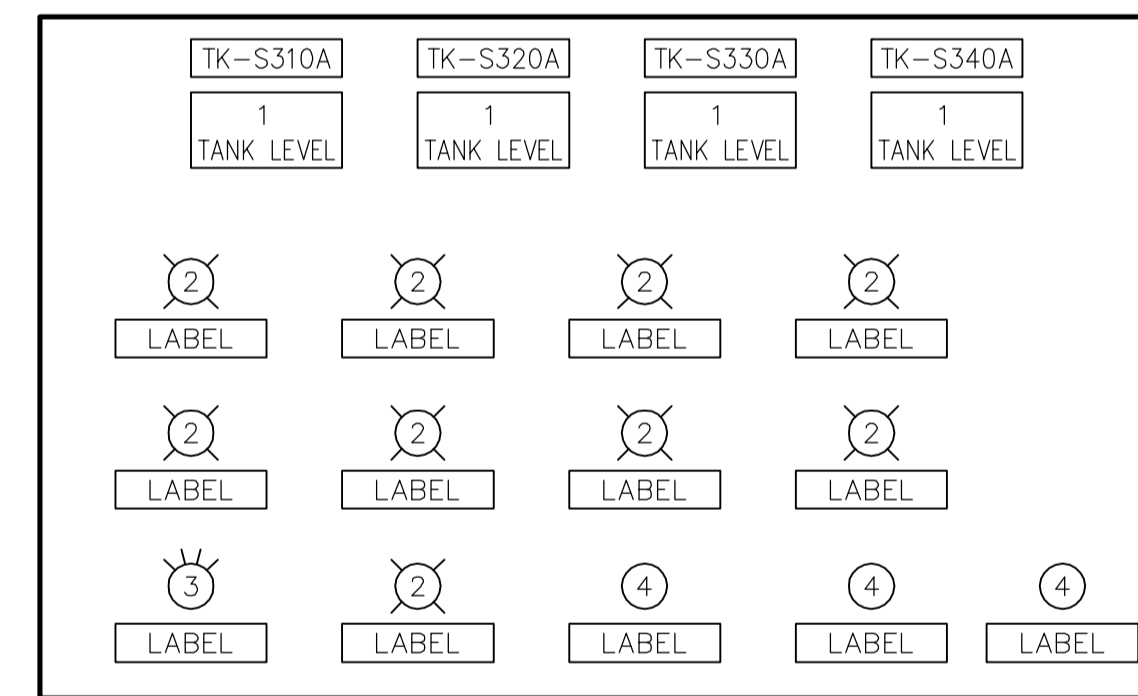 TK-S310A TK-S320A TK-S330A TK-S340A
1 1 1 1
TANK LEVEL TANK LEVEL TANK LEVEL TANK LEVEL
2 2 2 2
LABEL LABEL LABEL LABEL
2 2 2 2
LABEL LABEL LABEL LABEL
3 2 4 4 4
LABEL LABEL LABEL LABEL LABEL